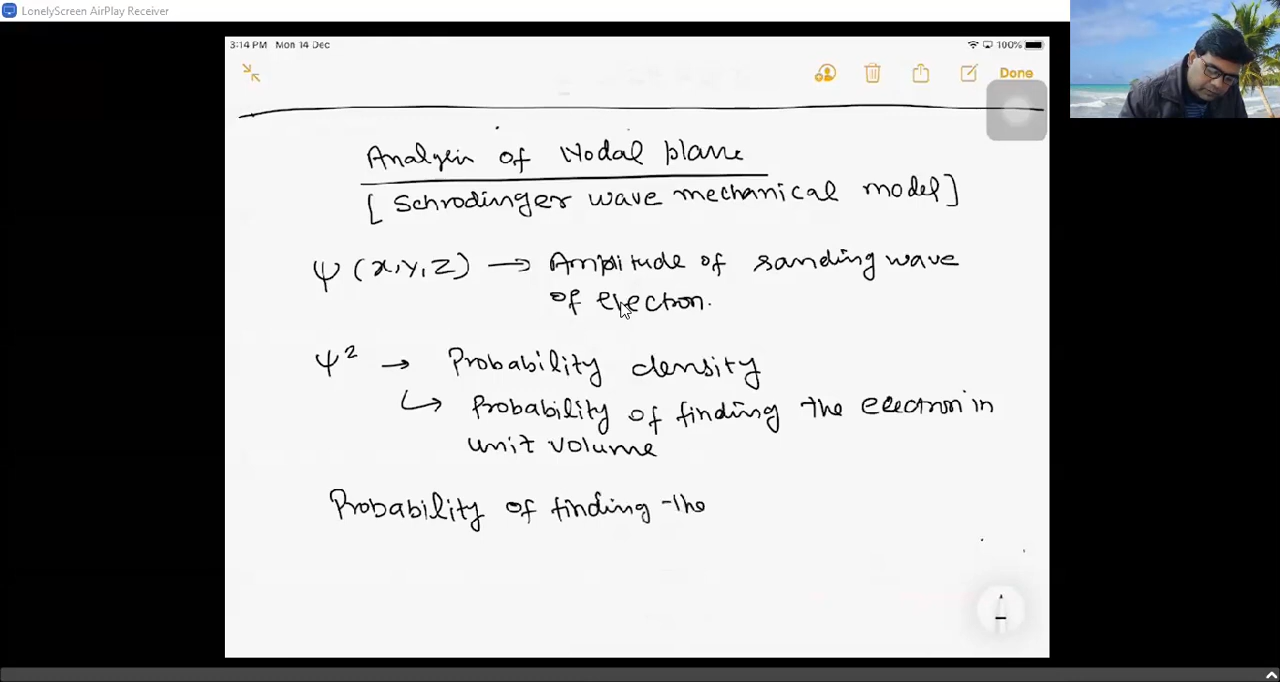 LonelyScreen AirPlay Receiver
3:14 PM Mon 14 Dec
100%
Done
Analysis of Nodal plane
[Schrodinger wave mechanical model]
Ψ (x,y,z) → Amplitude of sanding wave
of electron.
Ψ² → Probability density
↳ Probability of finding the electron in
unit volume
Probability of finding the